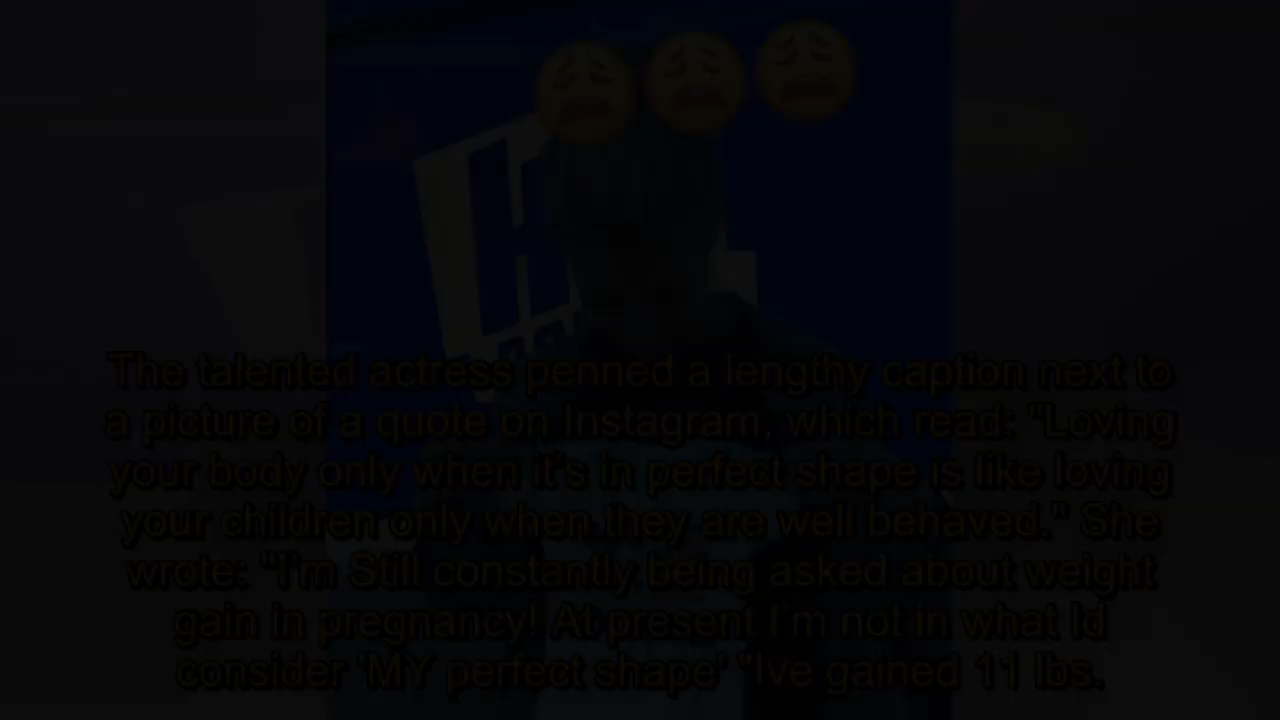 The talented actress penned a lengthy caption next to
a picture of a quote on Instagram, which read: "Loving
your body only when it's in perfect shape is like loving
your children only when they are well behaved." She
wrote: "I'm Still constantly being asked about weight
gain in pregnancy! At present I'm not in what Id
consider 'MY perfect shape' "Ive gained 11 lbs.